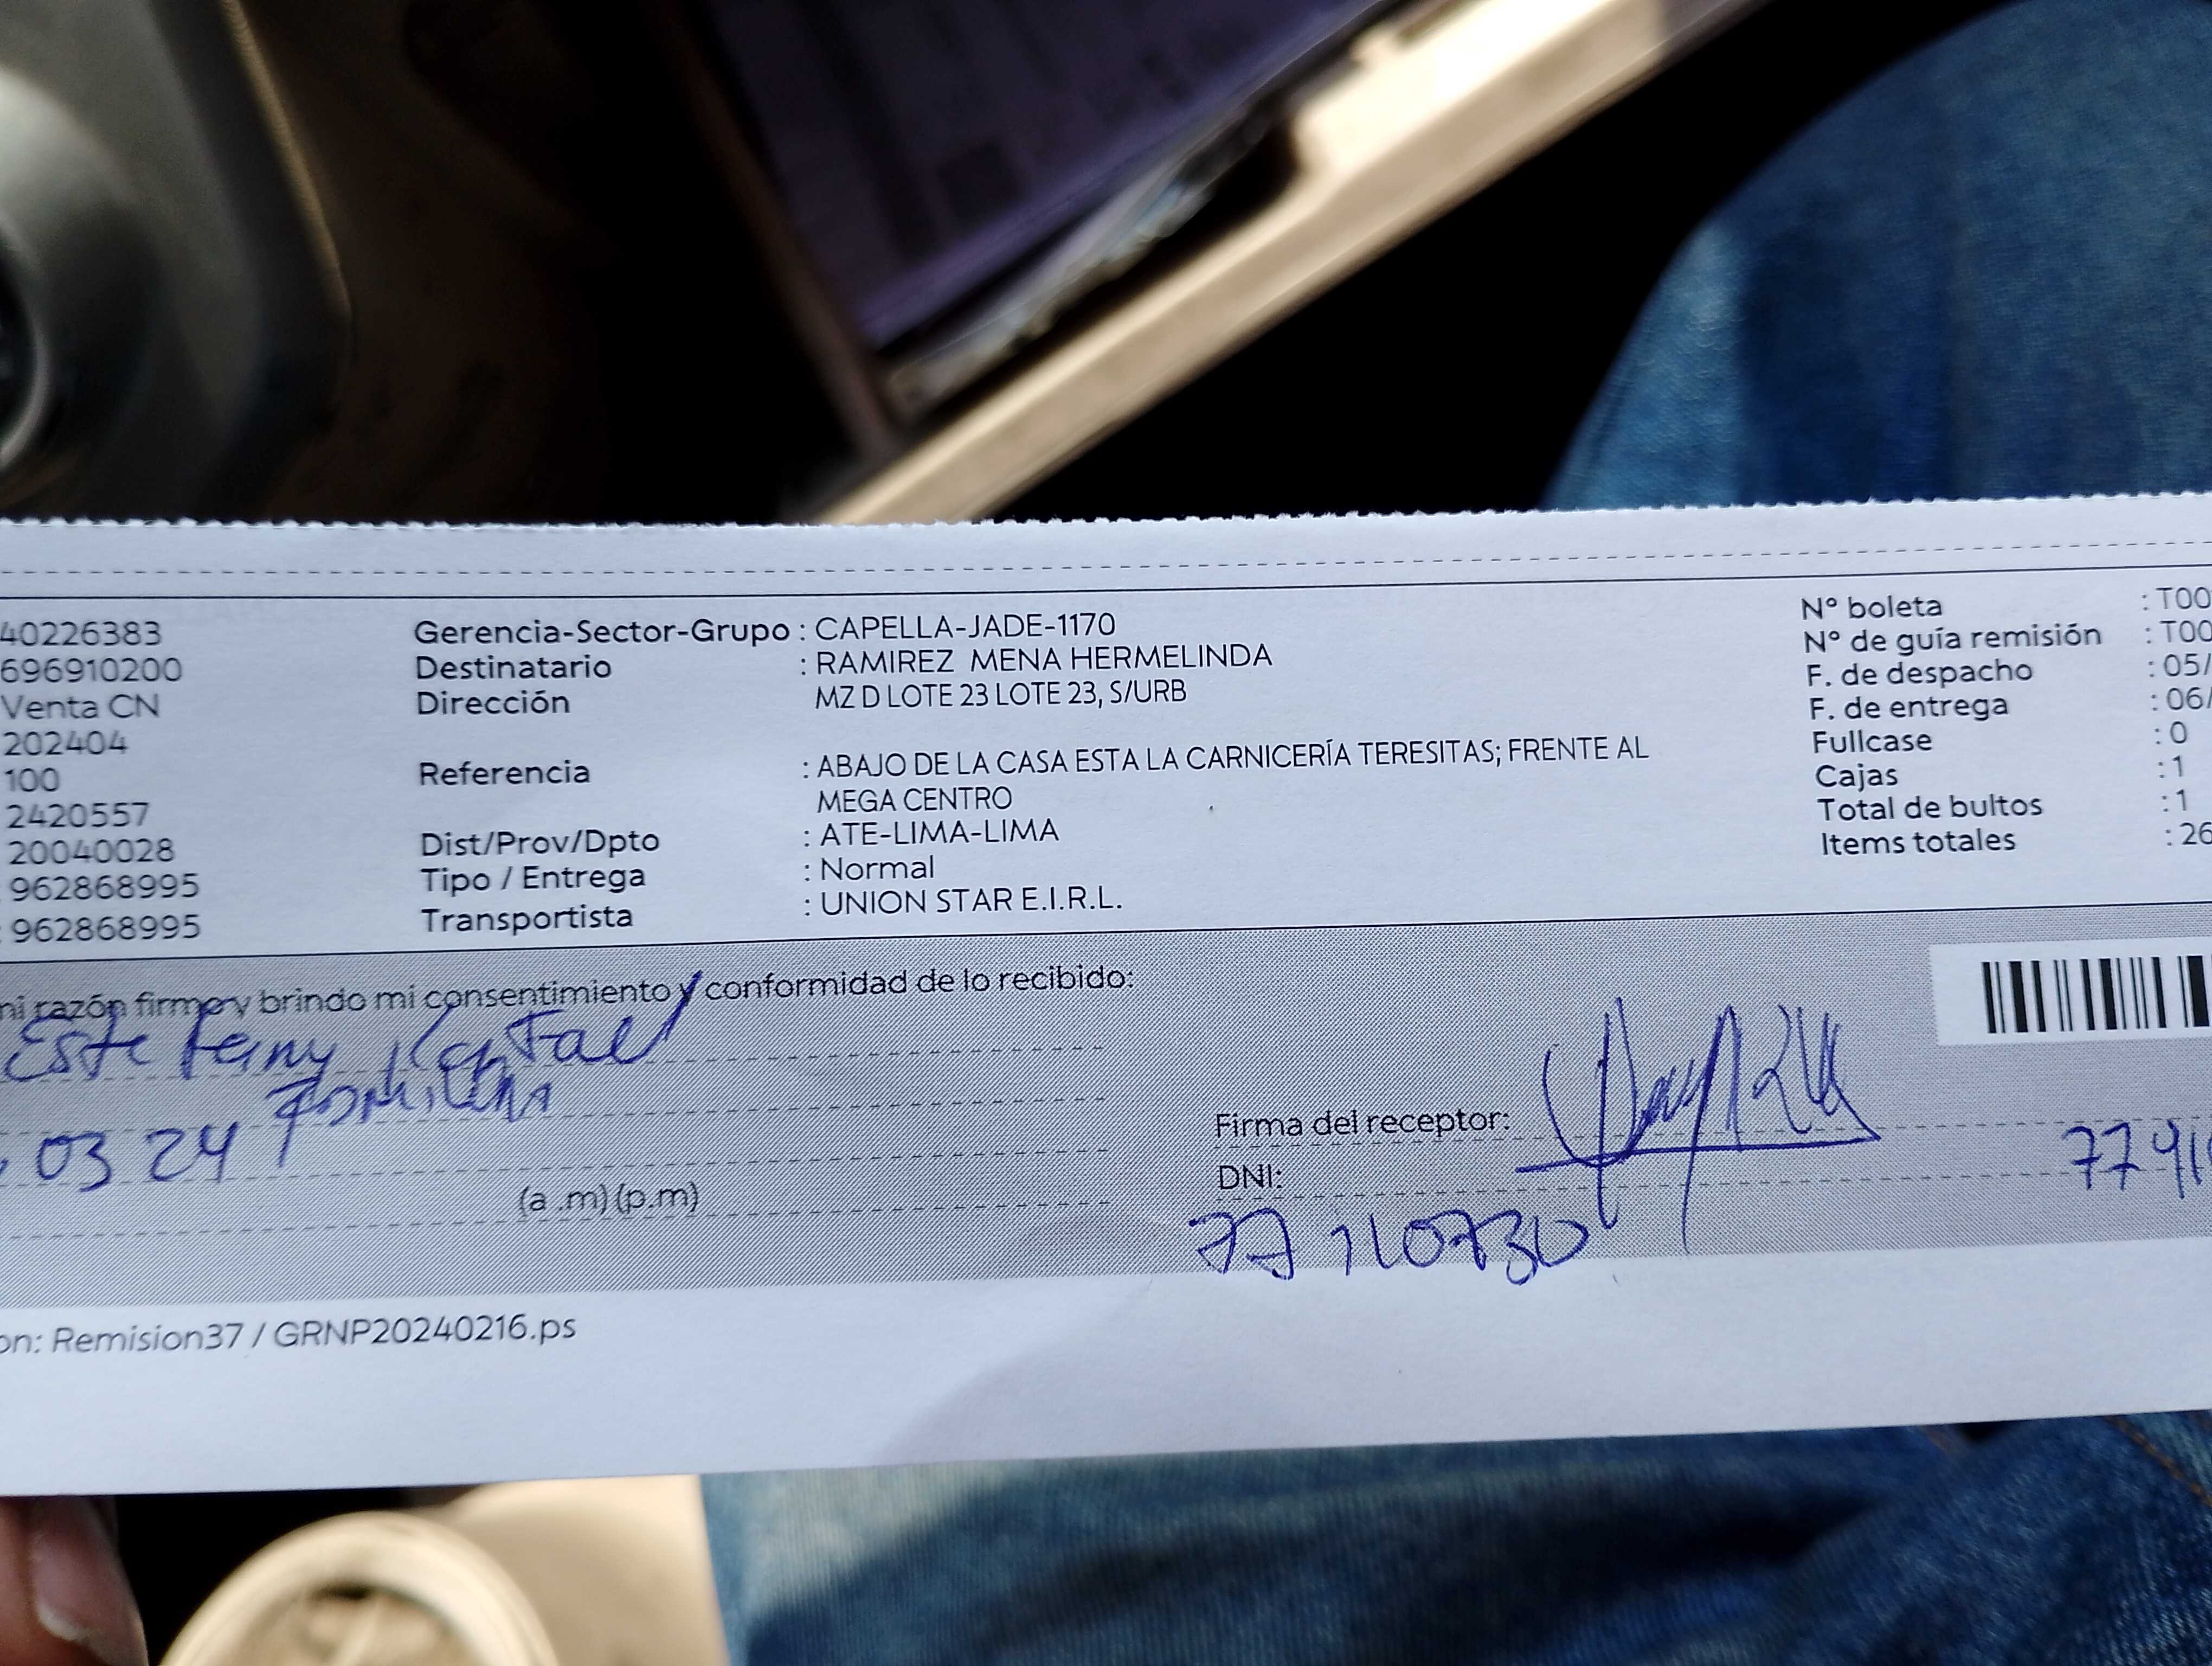 40226383
696910200
Venta CN
202404
100
2420557
20040028
: 962868995
: 962868995
Gerencia-Sector-Grupo : CAPELLA-JADE-1170
Destinatario : RAMIREZ MENA HERMELINDA
Dirección MZ D LOTE 23 LOTE 23, S/URB
Referencia : ABAJO DE LA CASA ESTA LA CARNICERÍA TERESITAS; FRENTE AL
MEGA CENTRO
Dist/Prov/Dpto : ATE-LIMA-LIMA
Tipo / Entrega : Normal
Transportista : UNION STAR E.I.R.L.
N° boleta : T00
N° de guía remisión : T00
F. de despacho : 05/
F. de entrega : 06/
Fullcase : 0
Cajas : 1
Total de bultos : 1
Items totales : 26
mi razón firmo y brindo mi consentimiento y conformidad de lo recibido:
Este
03 24
(a .m) (p.m)
Firma del receptor:
DNI:
on: Remision37 / GRNP20240216.ps